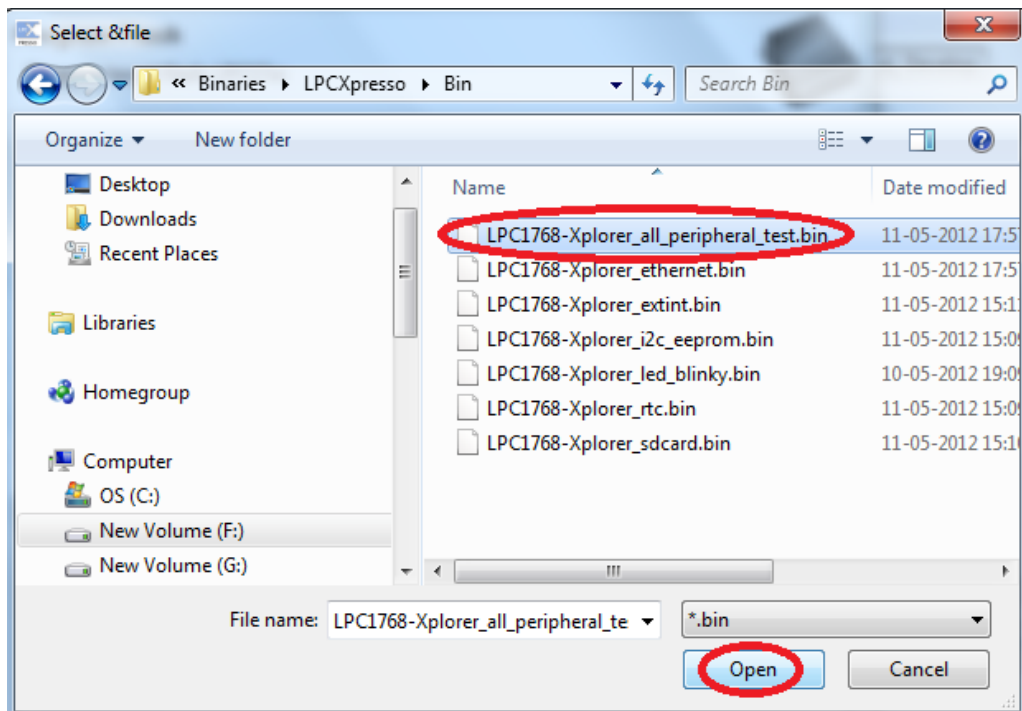 Select &file
« Binaries LPCXpresso Bin
Search Bin
Organize
New folder
Desktop
Downloads
Recent Places
Libraries
Homegroup
Computer
OS (C:)
New Volume (F:)
New Volume (G:)
Name Date modified
LPC1768-Xplorer_all_peripheral_test.bin 11-05-2012 17:5
LPC1768-Xplorer_ethernet.bin 11-05-2012 17:5
LPC1768-Xplorer_extint.bin 11-05-2012 15:1
LPC1768-Xplorer_i2c_eeprom.bin 11-05-2012 15:0
LPC1768-Xplorer_led_blinky.bin 10-05-2012 19:0
LPC1768-Xplorer_rtc.bin 11-05-2012 15:0
LPC1768-Xplorer_sdcard.bin 11-05-2012 15:1
File name: LPC1768-Xplorer_all_peripheral_te
*.bin
Open
Cancel